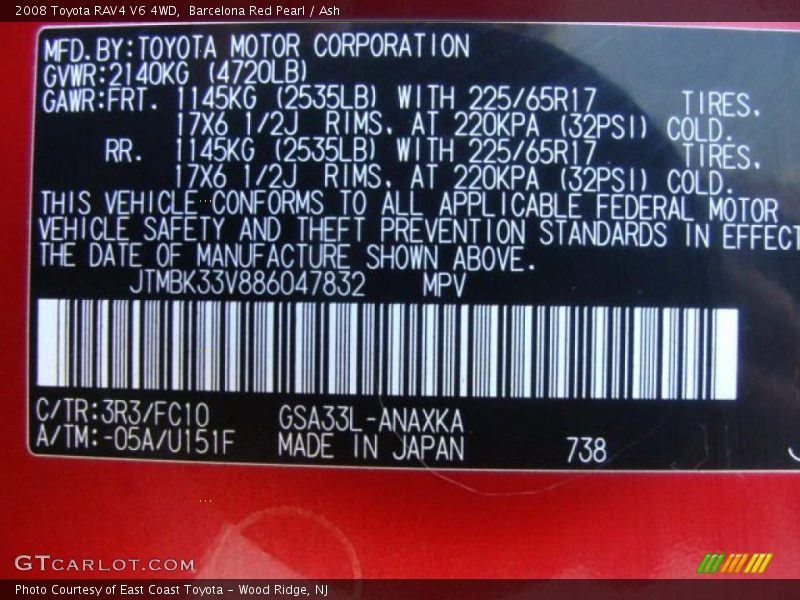 2008 Toyota RAV4 V6 4WD,  Barcelona Red Pearl / Ash
MFD.BY:TOYOTA MOTOR CORPORATION
GVWR:2140KG (4720LB)
GAWR:FRT. 1145KG (2535LB) WITH 225/65R17 TIRES.
17X6 1/2J RIMS, AT 220KPA (32PSI) COLD.
RR. 1145KG (2535LB) WITH 225/65R17 TIRES,
17X6 1/2J RIMS, AT 220KPA (32PSI) COLD.
THIS VEHICLE CONFORMS TO ALL APPLICABLE FEDERAL MOTOR
VEHICLE SAFETY AND THEFT PREVENTION STANDARDS IN EFFECT
THE DATE OF MANUFACTURE SHOWN ABOVE.
JTMBK33V886047832 MPV
C/TR:3R3/FC10 GSA33L-ANAXKA
A/TM:-05A/U151F MADE IN JAPAN 738
GTCARLOT.COM
Photo Courtesy of East Coast Toyota – Wood Ridge, NJ